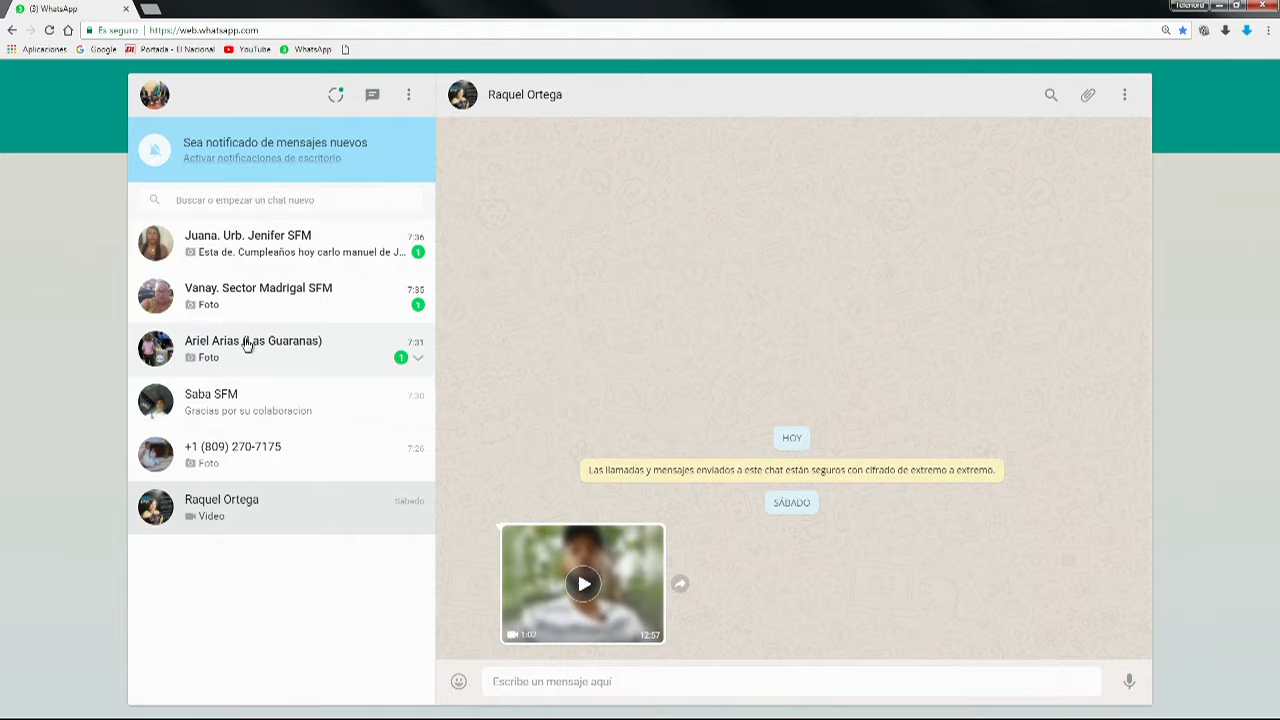 (3) WhatsApp
Telenord
Es seguro
https://web.whatsapp.com
Aplicaciones
Google
Portada - El Nacional
YouTube
WhatsApp
Raquel Ortega
Sea notificado de mensajes nuevos
Activar notificaciones de escritorio
Buscar o empezar un chat nuevo
Juana. Urb. Jenifer SFM
7:36
Esta de. Cumpleaños hoy carlo manuel de J...
1
Vanay. Sector Madrigal SFM
7:35
Foto
1
Ariel Arias (Las Guaranas)
7:31
Foto
1
Saba SFM
7:30
Gracias por su colaboracion
+1 (809) 270-7175
7:26
Foto
Raquel Ortega
Sábado
Video
HOY
Las llamadas y mensajes enviados a este chat están seguros con cifrado de extremo a extremo.
SÁBADO
1:02
12:57
Escribe un mensaje aquí